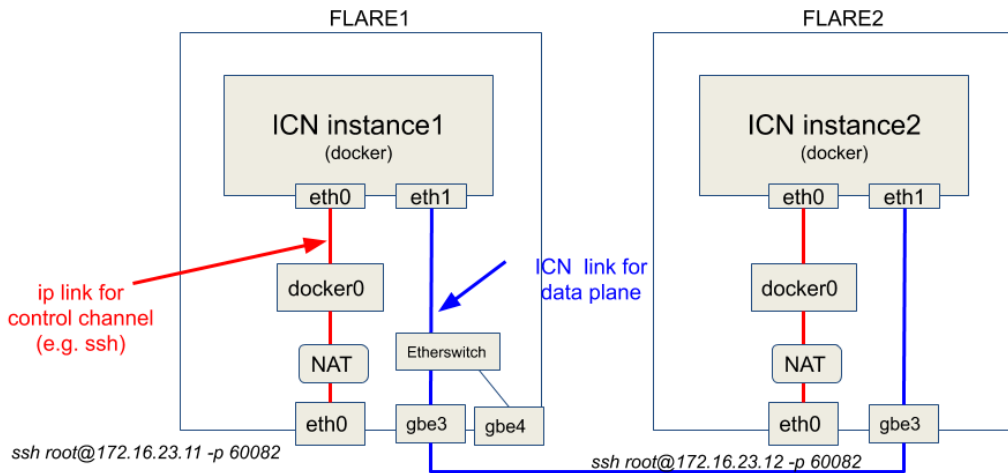 FLARE1
FLARE2
ICN instance1
(docker)
eth0
eth1
ip link for
control channel
(e.g. ssh)
ICN link for
data plane
docker0
Etherswitch
NAT
eth0
gbe3
gbe4
ssh root@172.16.23.11 -p 60082
ICN instance2
(docker)
eth0
eth1
docker0
NAT
eth0
gbe3
ssh root@172.16.23.12 -p 60082